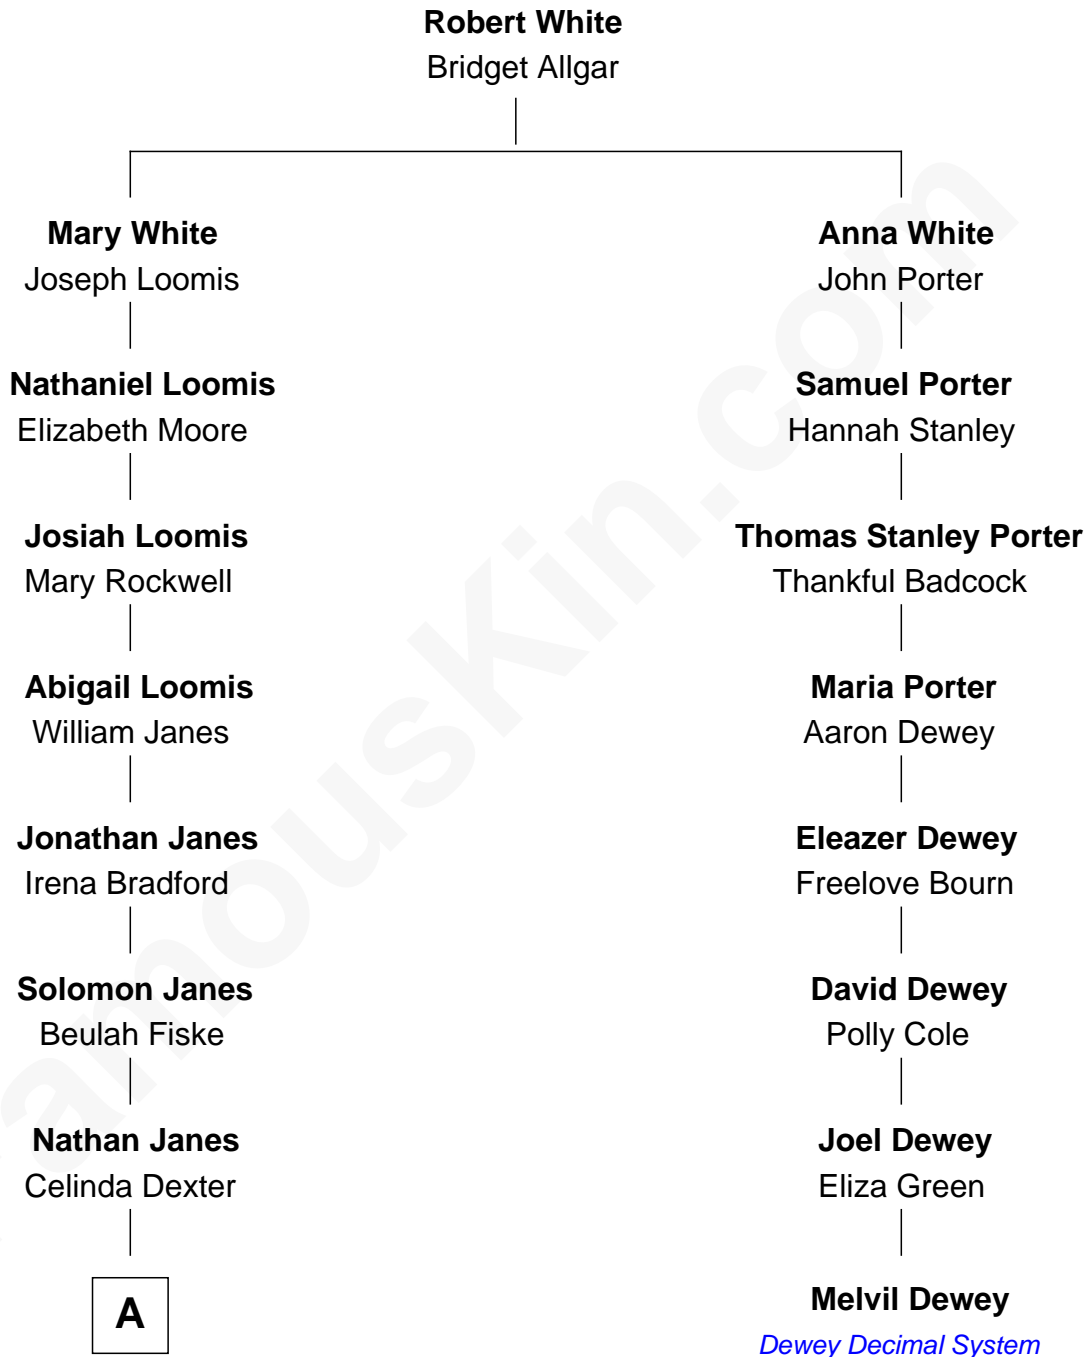 Robert White
Bridget Allgar
Mary White
Joseph Loomis
Anna White
John Porter
Nathaniel Loomis
Elizabeth Moore
Samuel Porter
Hannah Stanley
Josiah Loomis
Mary Rockwell
Thomas Stanley Porter
Thankful Badcock
Abigail Loomis
William Janes
Maria Porter
Aaron Dewey
Jonathan Janes
Irena Bradford
Eleazer Dewey
Freelove Bourn
Solomon Janes
Beulah Fiske
David Dewey
Polly Cole
Nathan Janes
Celinda Dexter
Joel Dewey
Eliza Green
A
Melvil Dewey
Dewey Decimal System
amouskin.com